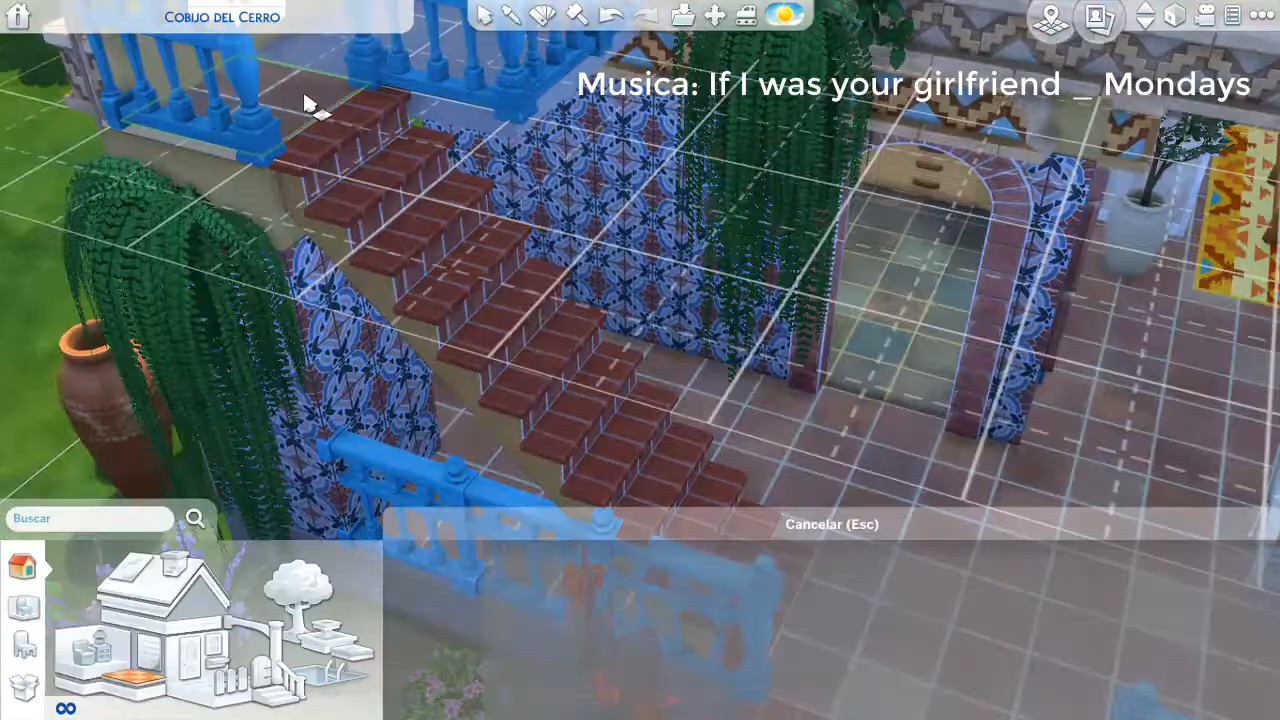 COBIJO DEL CERRO
Musica: If I was your girlfriend _ Mondays
Buscar
Cancelar (Esc)